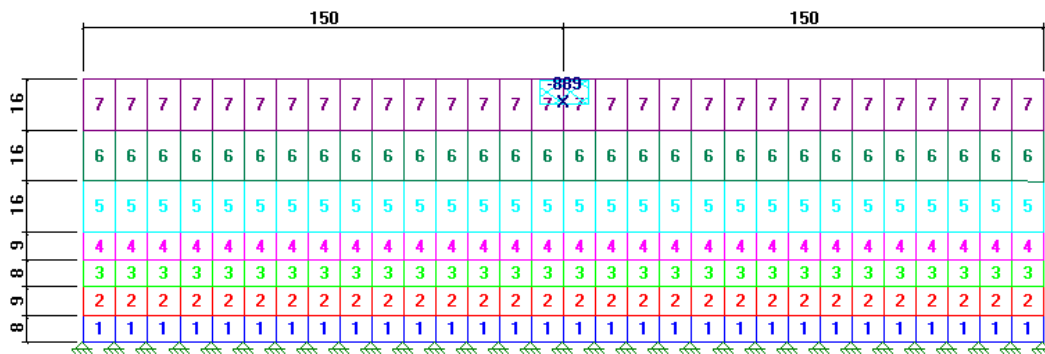 150 150
-889
16 7 7 7 7 7 7 7 7 7 7 7 7 7 7 7 7 7 7 7 7 7 7 7 7 7 7 7 7 7 7
16 6 6 6 6 6 6 6 6 6 6 6 6 6 6 6 6 6 6 6 6 6 6 6 6 6 6 6 6 6 6
16 5 5 5 5 5 5 5 5 5 5 5 5 5 5 5 5 5 5 5 5 5 5 5 5 5 5 5 5 5 5
9 4 4 4 4 4 4 4 4 4 4 4 4 4 4 4 4 4 4 4 4 4 4 4 4 4 4 4 4 4 4
8 3 3 3 3 3 3 3 3 3 3 3 3 3 3 3 3 3 3 3 3 3 3 3 3 3 3 3 3 3 3
9 2 2 2 2 2 2 2 2 2 2 2 2 2 2 2 2 2 2 2 2 2 2 2 2 2 2 2 2 2 2
8 1 1 1 1 1 1 1 1 1 1 1 1 1 1 1 1 1 1 1 1 1 1 1 1 1 1 1 1 1 1